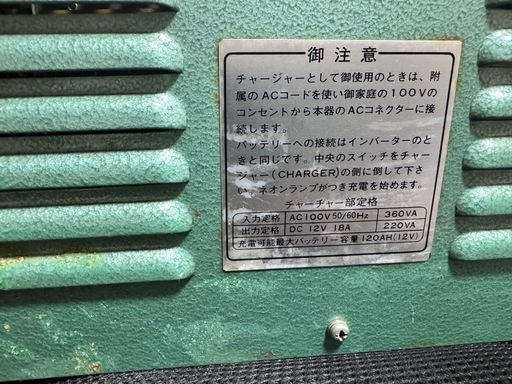 御注意
チャージャーとして御使用のときは、附
属のACコードを使い御家庭の100Vの
コンセントから本器のACコネクターに接
続します。
バッテリーへの接続はインバーターのと
きと同じです。中央のスイッチをチャー
ジャー(CHARGER)の側に倒して下さ
い。ネオンランプがつき充電を始めます。
チャーチャー部定格
入力定格 AC100V 50/60Hz 360VA
出力定格 DC 12V 18A 220VA
充電可能最大バッテリー容量120AH(12V)